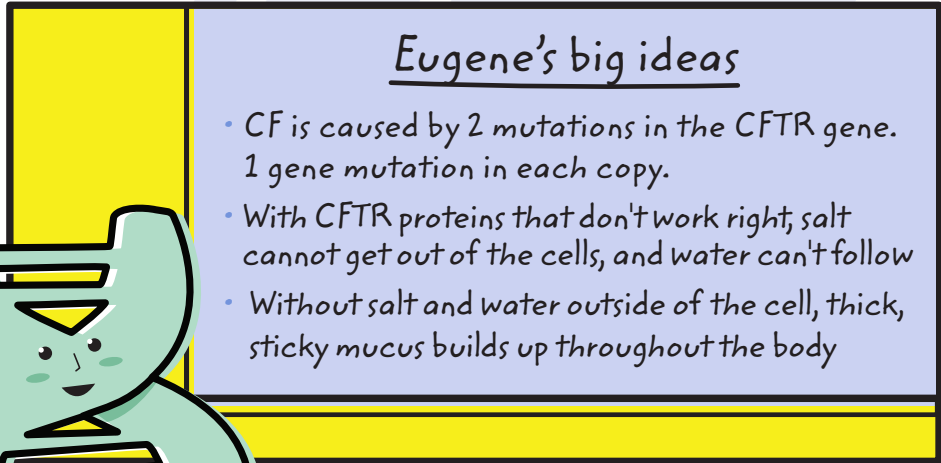 Eugene's big ideas
• CF is caused by 2 mutations in the CFTR gene.
1 gene mutation in each copy.
• With CFTR proteins that don't work right, salt
cannot get out of the cells, and water can't follow
• Without salt and water outside of the cell, thick,
sticky mucus builds up throughout the body